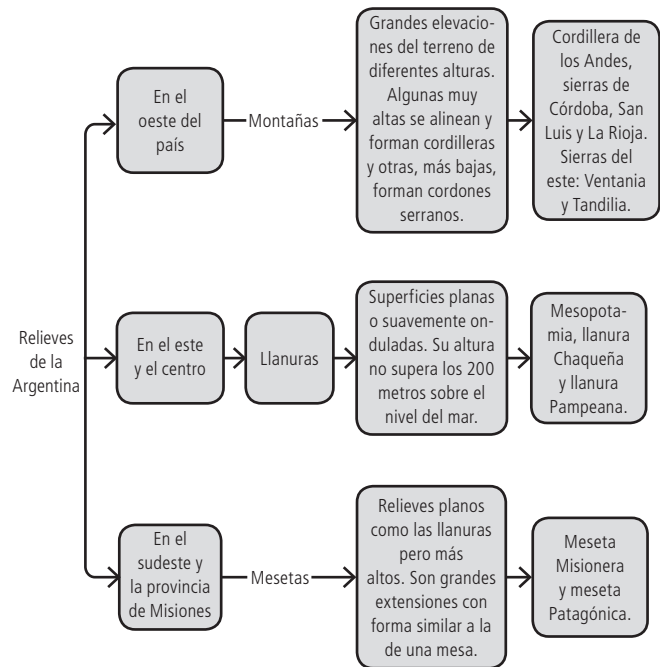 Relieves
de la
Argentina
En el
oeste del
país
Montañas
Grandes elevacio-
nes del terreno de
diferentes alturas.
Algunas muy
altas se alinean y
forman cordilleras
y otras, más bajas,
forman cordones
serranos.
Cordillera de
los Andes,
sierras de
Córdoba, San
Luis y La Rioja.
Sierras del
este: Ventania
y Tandilia.
En el este
y el centro
Llanuras
Superficies planas
o suavemente on-
duladas. Su altura
no supera los 200
metros sobre el
nivel del mar.
Mesopota-
mia, llanura
Chaqueña
y llanura
Pampeana.
En el
sudeste y
la provincia
de Misiones
Mesetas
Relieves planos
como las llanuras
pero más
altos. Son grandes
extensiones con
forma similar a la
de una mesa.
Meseta
Misionera
y meseta
Patagónica.